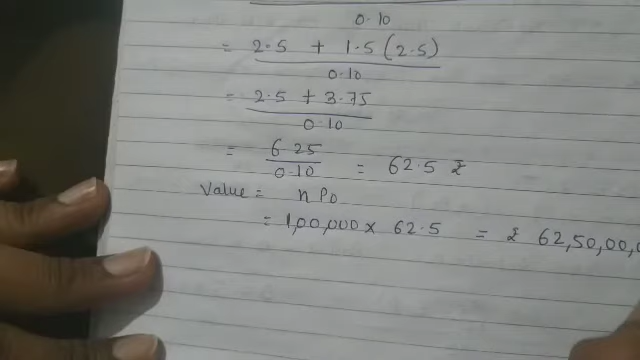 0.10
= 2.5 + 1.5 (2.5)
0.10
= 2.5 + 3.75
0.10
= 6.25
0.10 = 62.5 ₹
Value = n P0
= 1,00,000 x 62.5 = ₹ 62,50,00,0